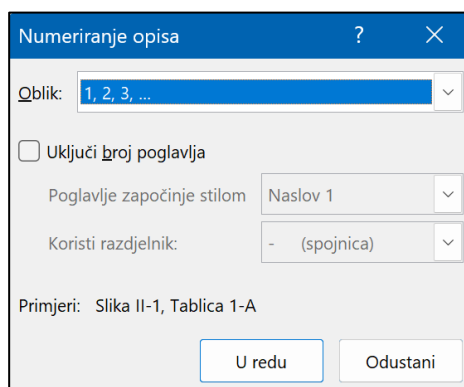 Numeriranje opisa ?
Oblik: 1, 2, 3, ...
Uključi broj poglavlja
Poglavlje započinje stilom Naslov 1
Koristi razdjelnik: - (spojnica)
Primjeri: Slika II-1, Tablica 1-A
U redu Odustani